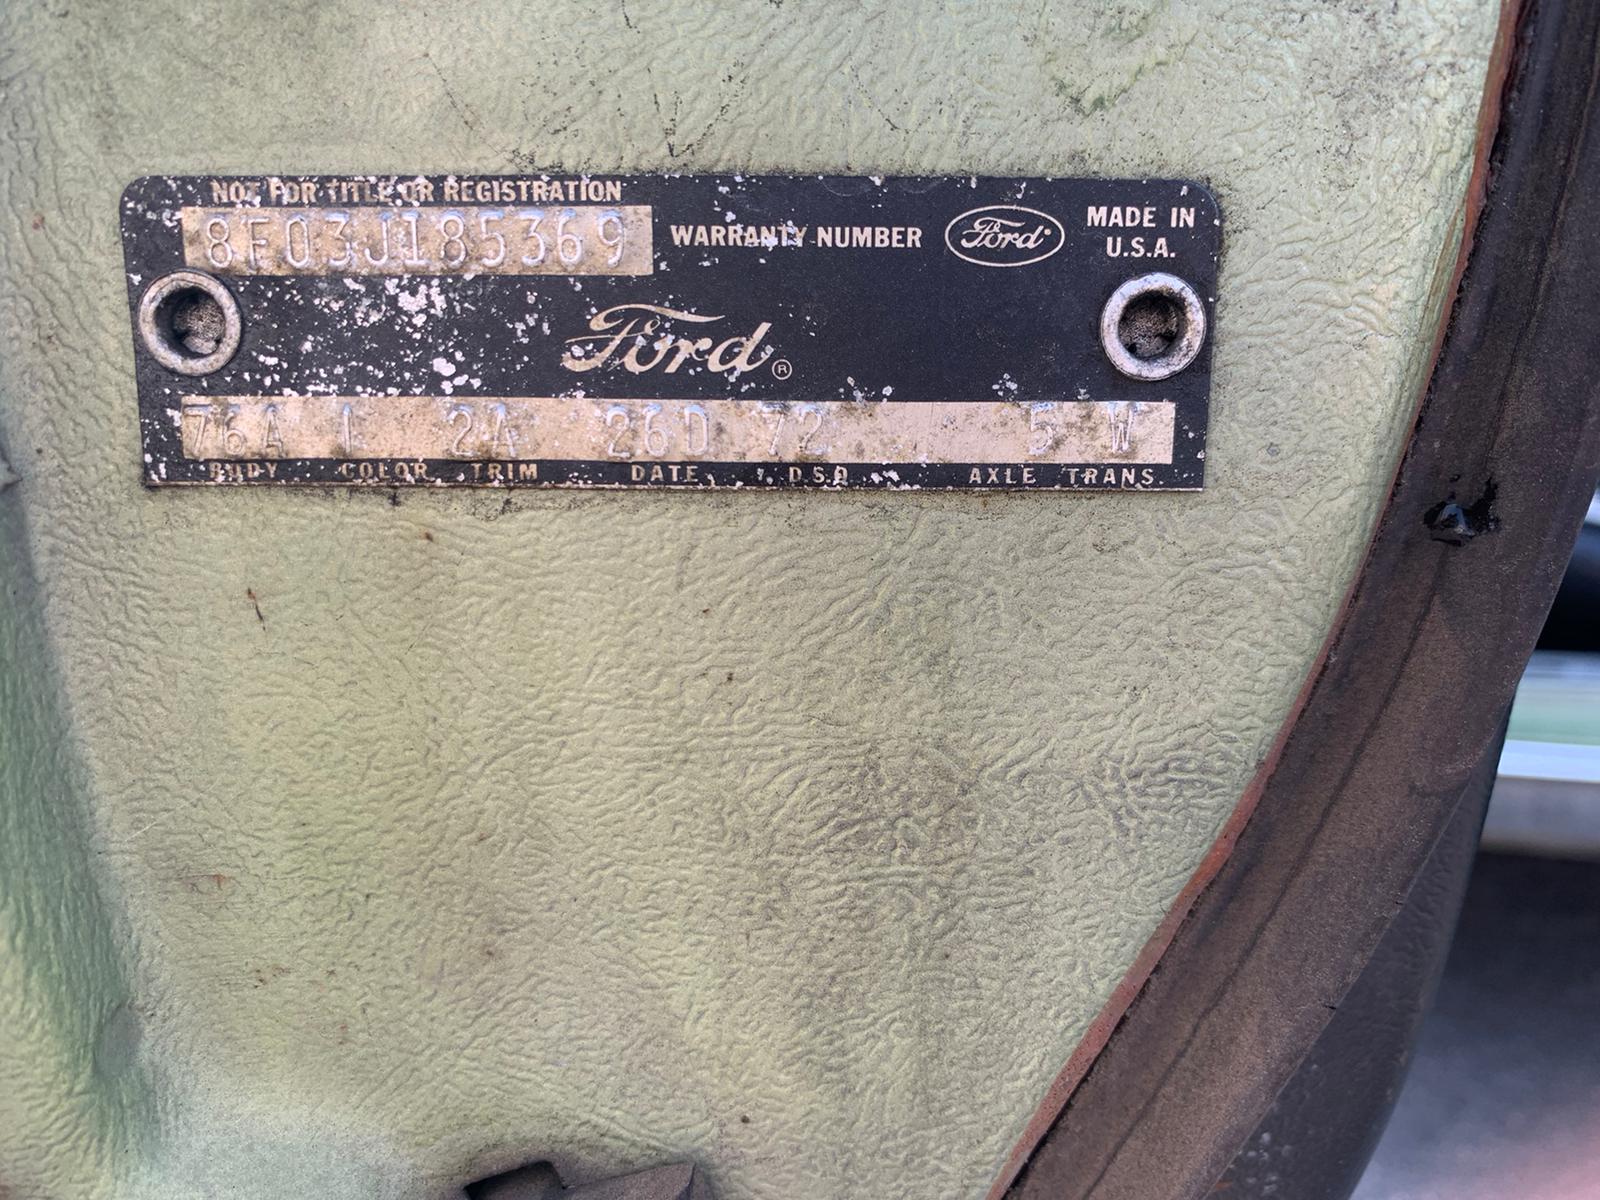 NOT FOR TITLE OR REGISTRATION
8F03J185369 WARRANTY NUMBER Ford MADE IN U.S.A.
Ford ®
76A 2A 26D 72 5 W
BODY COLOR TRIM DATE D.S.O. AXLE TRANS.